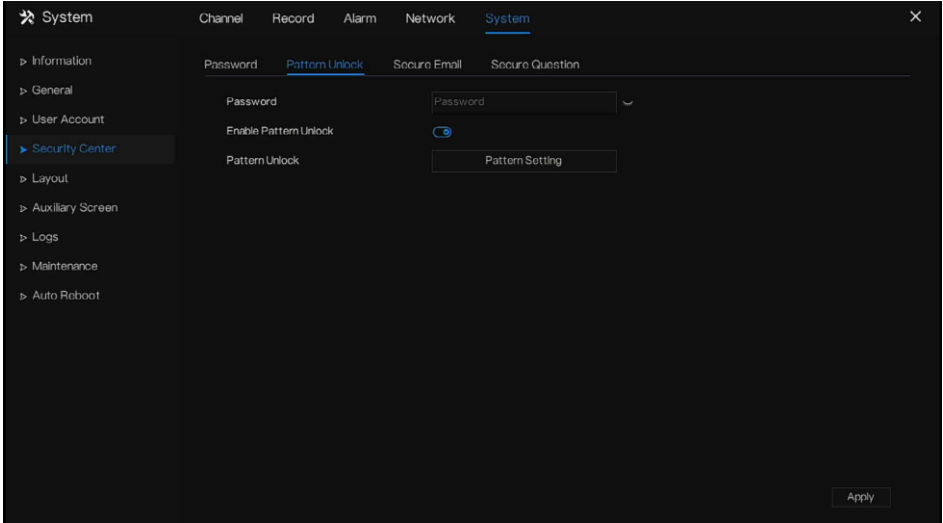 System
Channel Record Alarm Network System
Information
General
User Account
Security Center
Layout
Auxiliary Screen
Logs
Maintenance
Auto Reboot
Password Pattern Unlock Secure Email Secure Question
Password Password
Enable Pattern Unlock
Pattern Unlock Pattern Setting
Apply